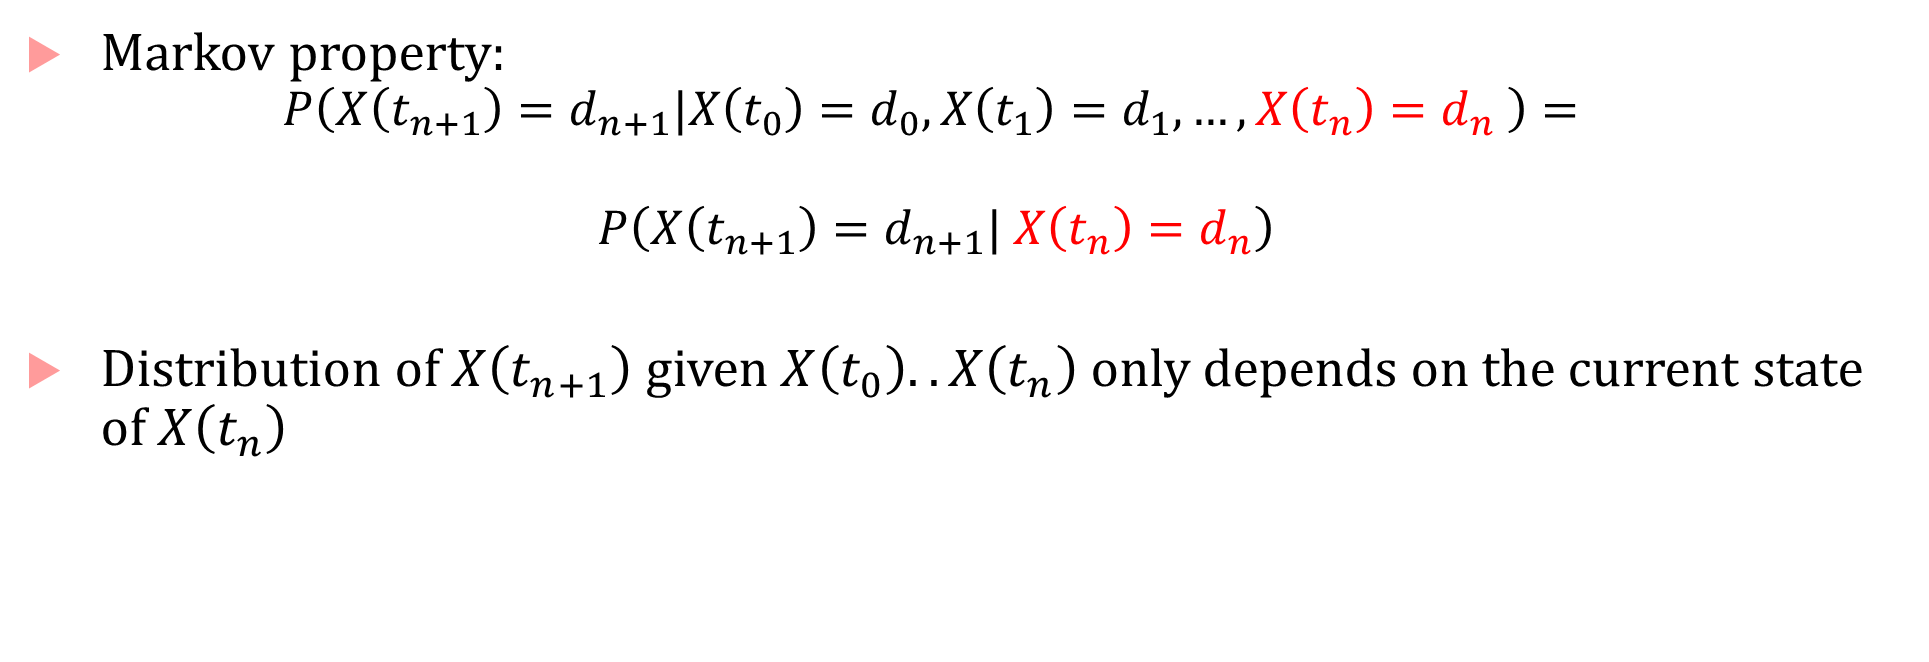 Markov property:
P(X(t_{n+1}) = d_{n+1}|X(t_0) = d_0, X(t_1) = d_1, … , X(t_n) = d_n ) =
P(X(t_{n+1}) = d_{n+1}| X(t_n) = d_n)
Distribution of X(t_{n+1}) given X(t_0)‥X(t_n) only depends on the current state
of X(t_n)